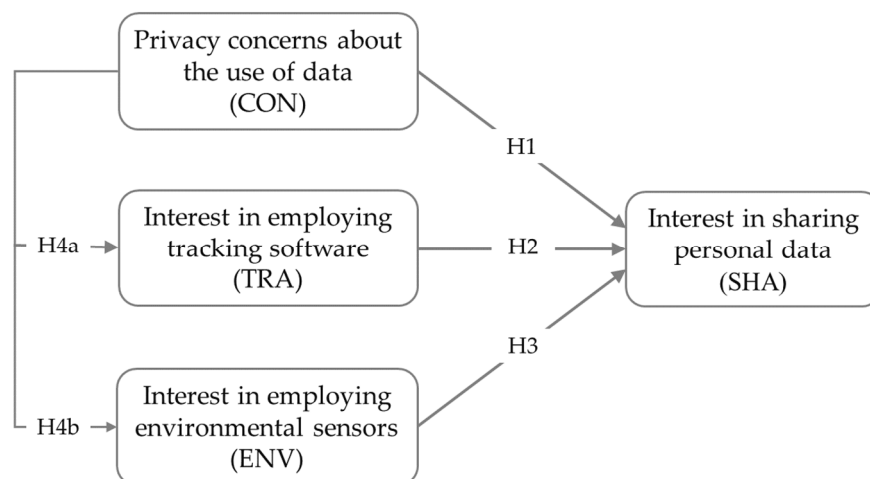 Privacy concerns about
the use of data
(CON)
H1
H4a
Interest in employing
tracking software
(TRA)
H2
Interest in sharing
personal data
(SHA)
H3
H4b
Interest in employing
environmental sensors
(ENV)